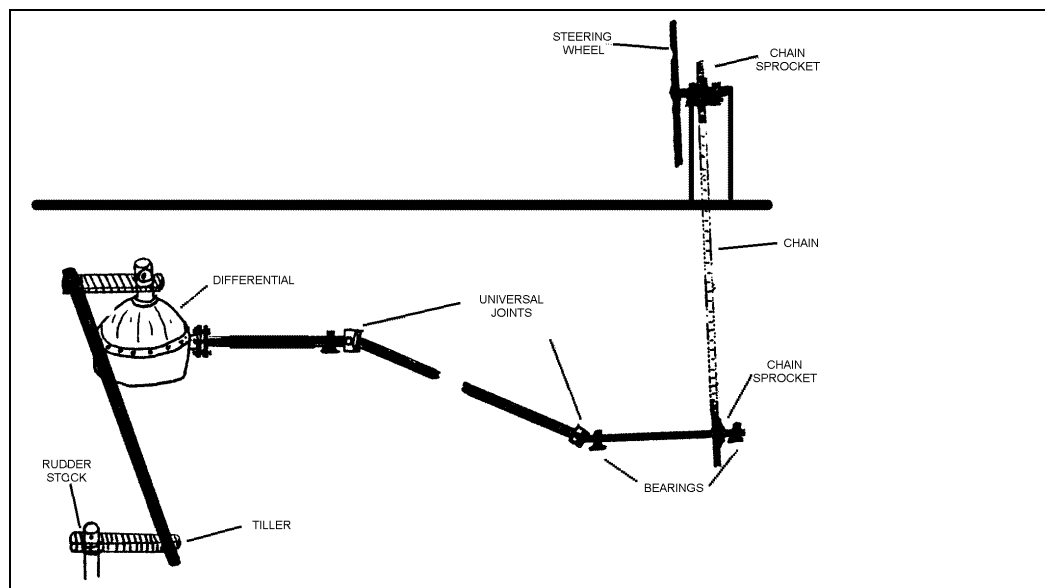 STEERING
WHEEL
CHAIN
SPROCKET
CHAIN
DIFFERENTIAL
UNIVERSAL
JOINTS
CHAIN
SPROCKET
RUDDER
STOCK
BEARINGS
TILLER